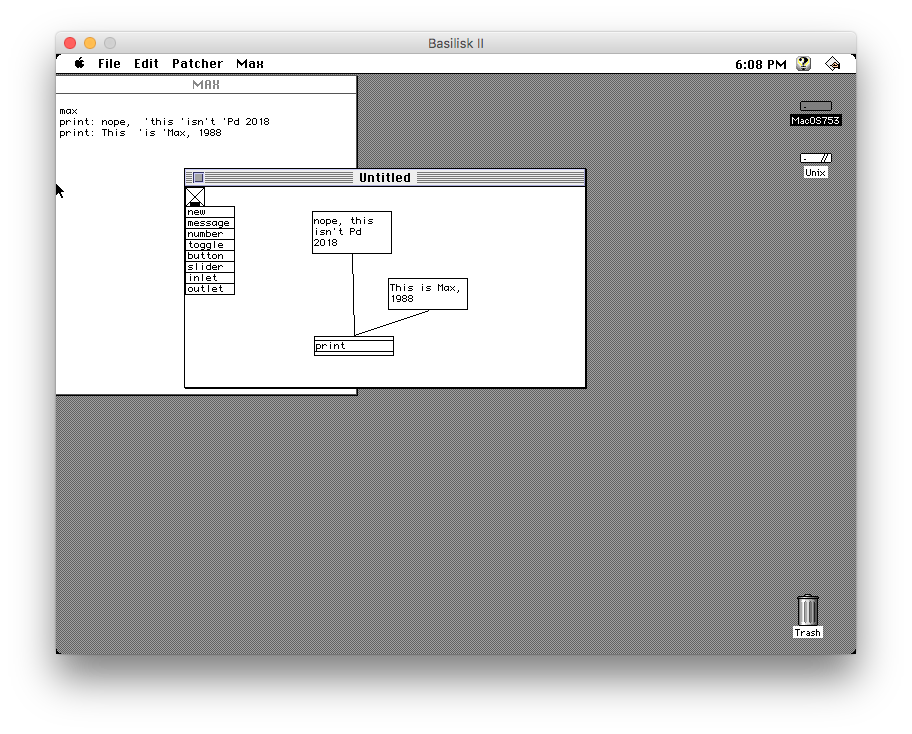 Basilisk II
File Edit Patcher Max 6:08 PM
MAX
max
print: nope, 'this 'isn't 'Pd 2018
print: This 'is 'Max, 1988
MacOS753
Unix
Untitled
new
message
number
toggle
button
slider
inlet
outlet
nope, this
isn't Pd
2018
This is Max,
1988
print
Trash